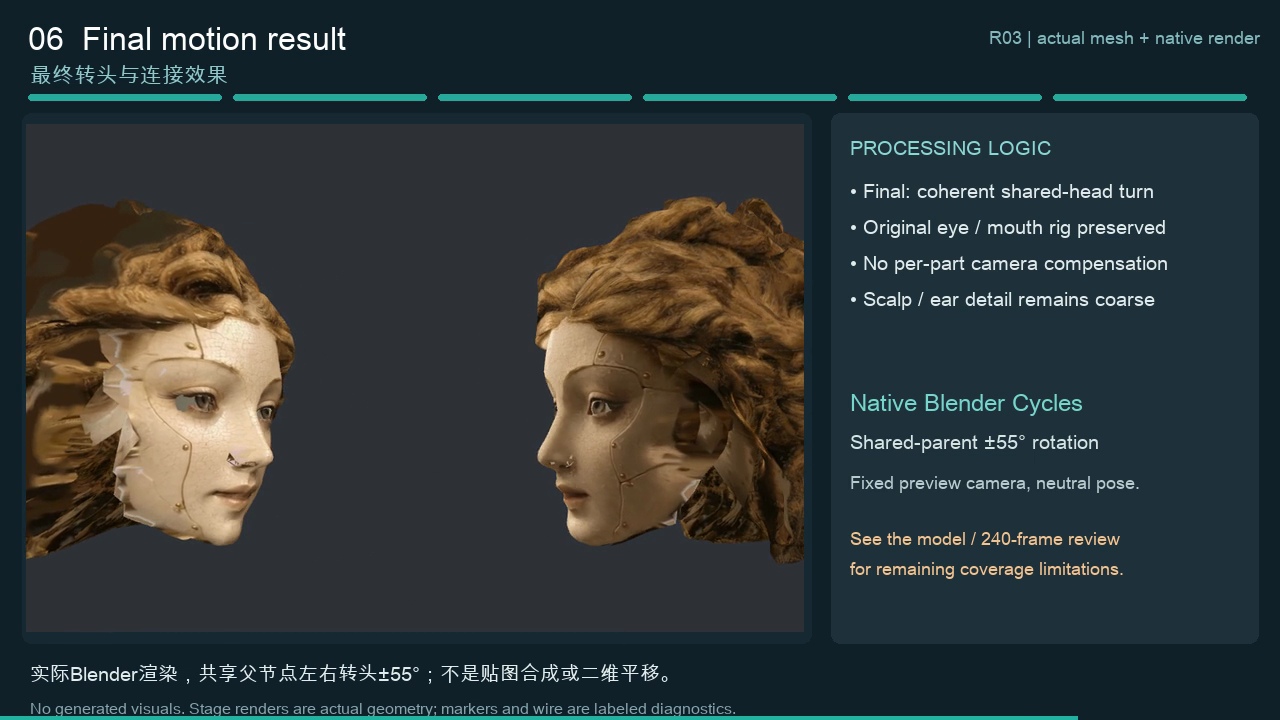 06 Final motion result
R03 | actual mesh + native render
最终转头与连接效果
PROCESSING LOGIC
• Final: coherent shared-head turn
• Original eye / mouth rig preserved
• No per-part camera compensation
• Scalp / ear detail remains coarse
Native Blender Cycles
Shared-parent ±55° rotation
Fixed preview camera, neutral pose.
See the model / 240-frame review
for remaining coverage limitations.
实际Blender渲染，共享父节点左右转头±55°；不是贴图合成或二维平移。
No generated visuals. Stage renders are actual geometry; markers and wire are labeled diagnostics.